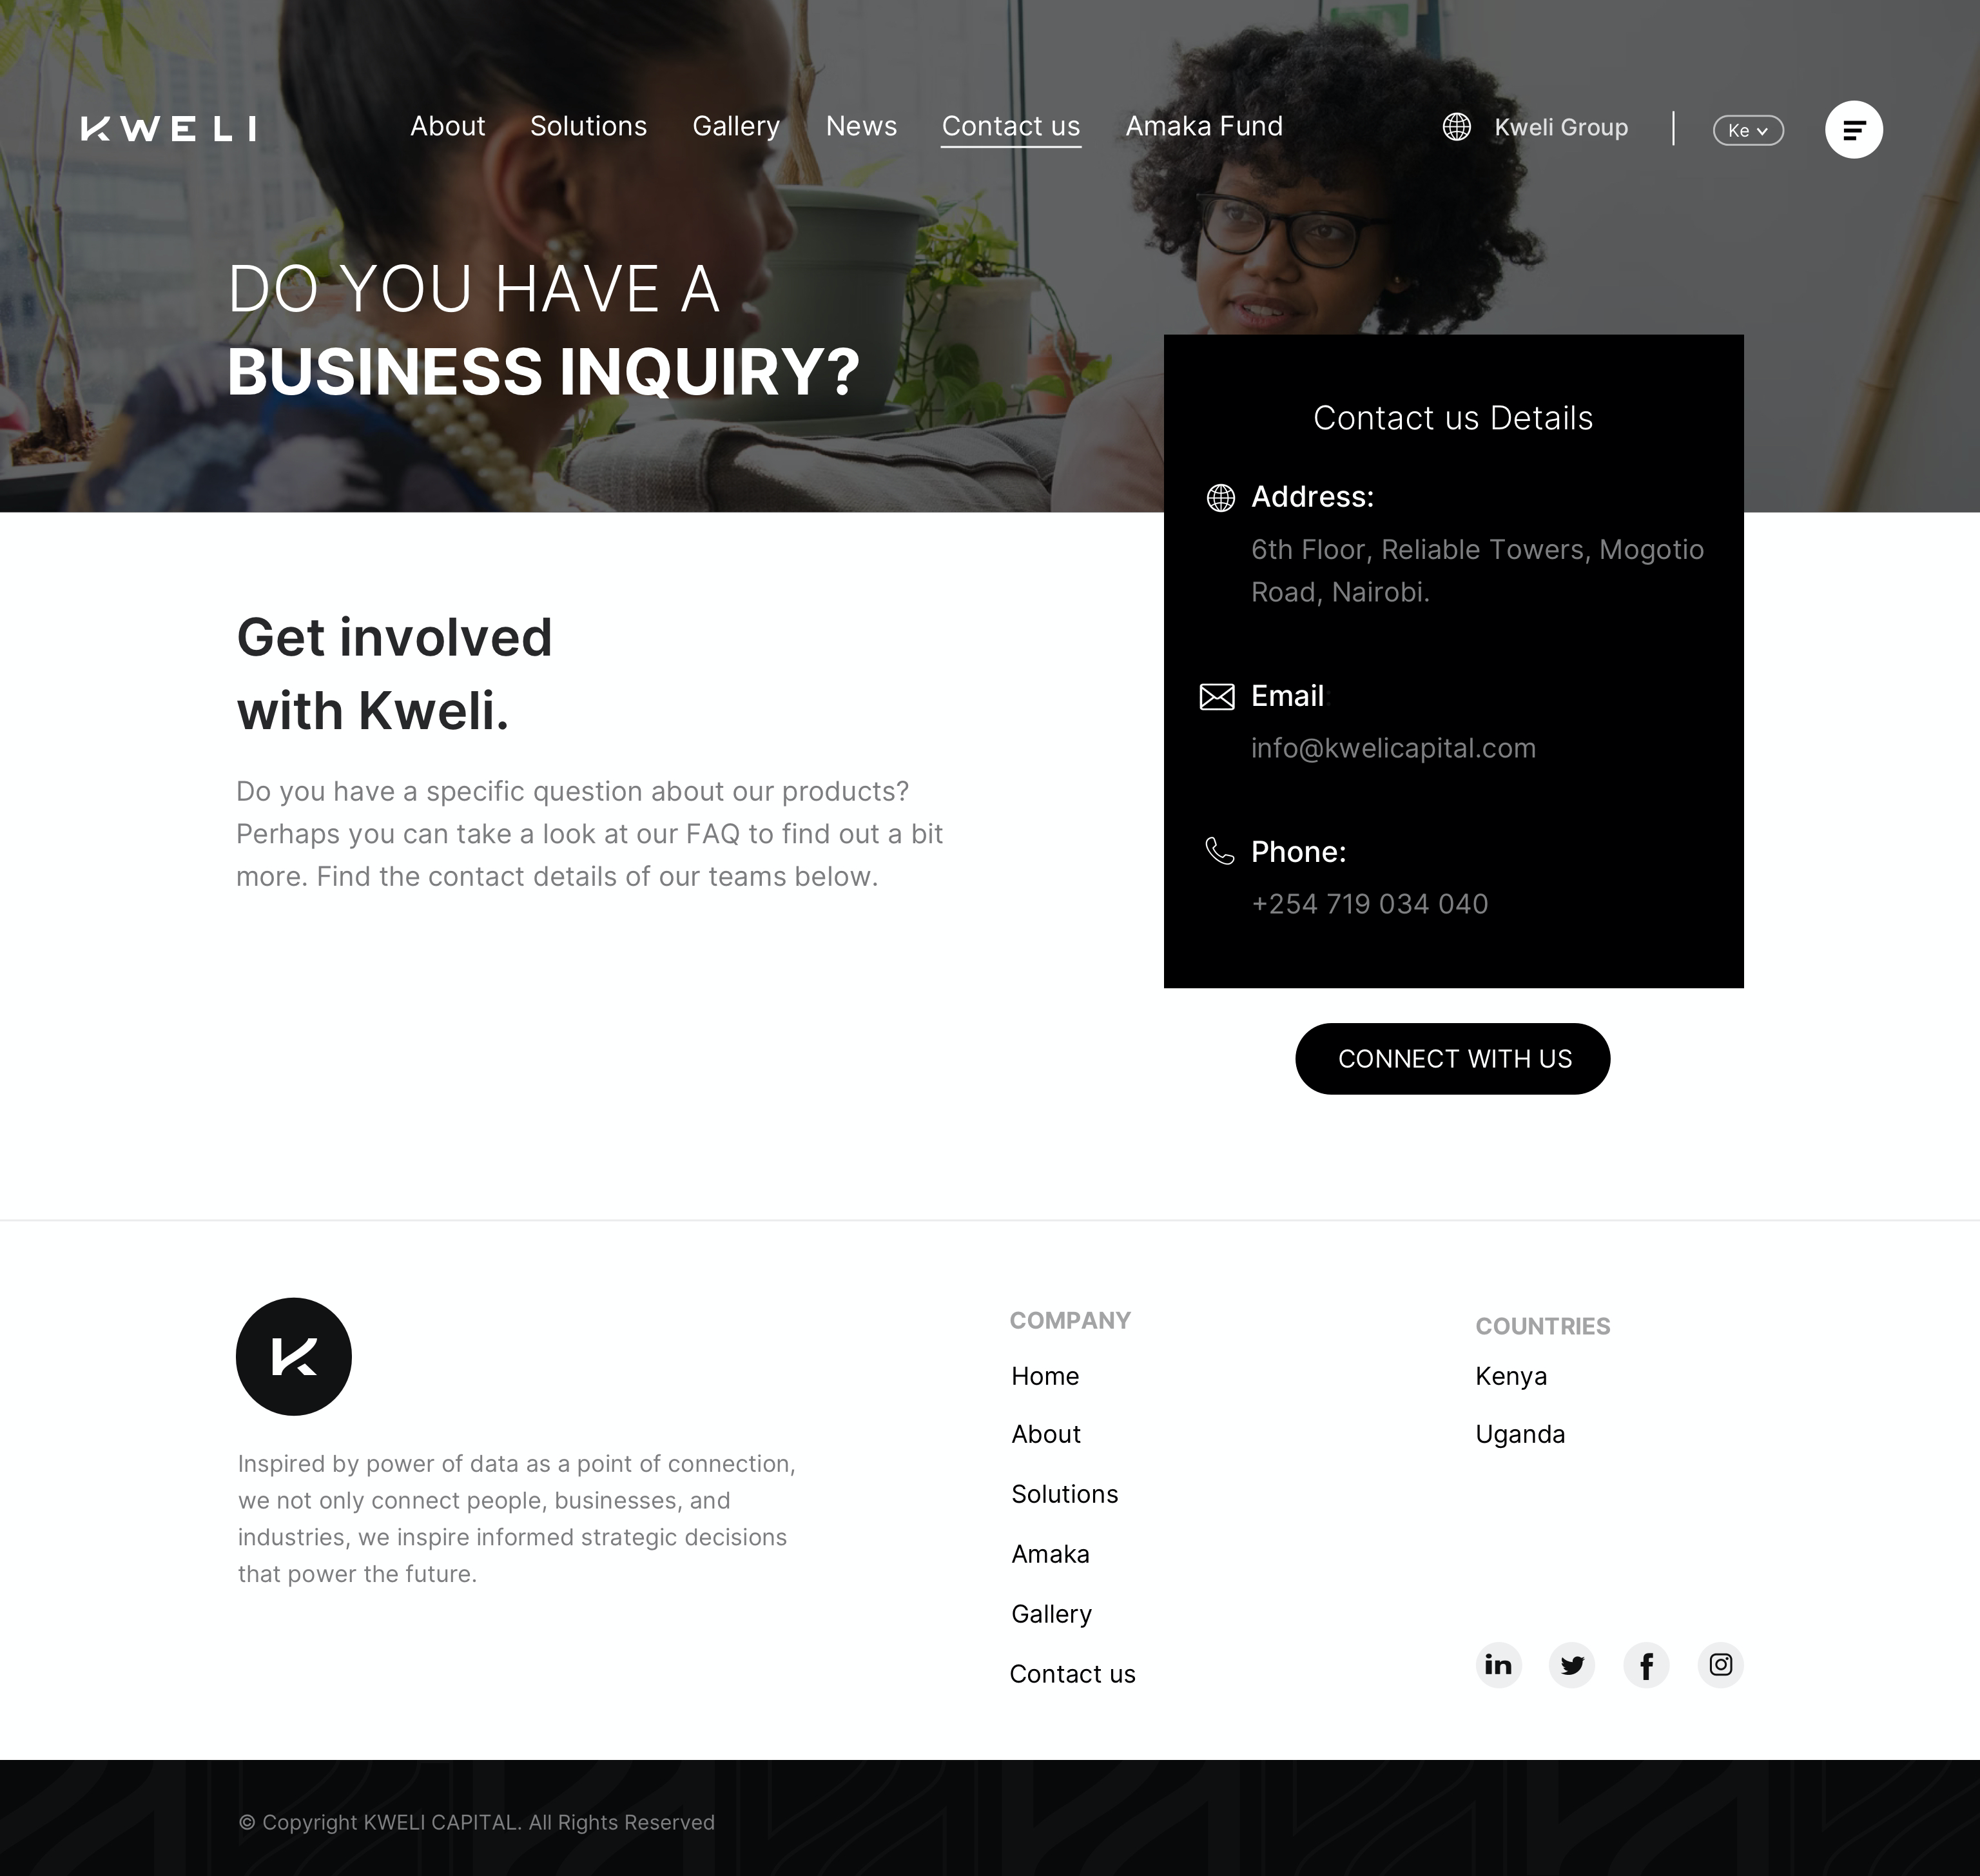 KWELI
About Solutions Gallery News Contact us Amaka Fund Kweli Group Ke
DO YOU HAVE A
BUSINESS INQUIRY?
Contact us Details
Address:
6th Floor, Reliable Towers, Mogotio
Road, Nairobi.
Email:
info@kwelicapital.com
Phone:
+254 719 034 040
CONNECT WITH US
Get involved
with Kweli.
Do you have a specific question about our products?
Perhaps you can take a look at our FAQ to find out a bit
more. Find the contact details of our teams below.
K
Inspired by power of data as a point of connection,
we not only connect people, businesses, and
industries, we inspire informed strategic decisions
that power the future.
COMPANY
Home
About
Solutions
Amaka
Gallery
Contact us
COUNTRIES
Kenya
Uganda
in
f
© Copyright KWELI CAPITAL. All Rights Reserved